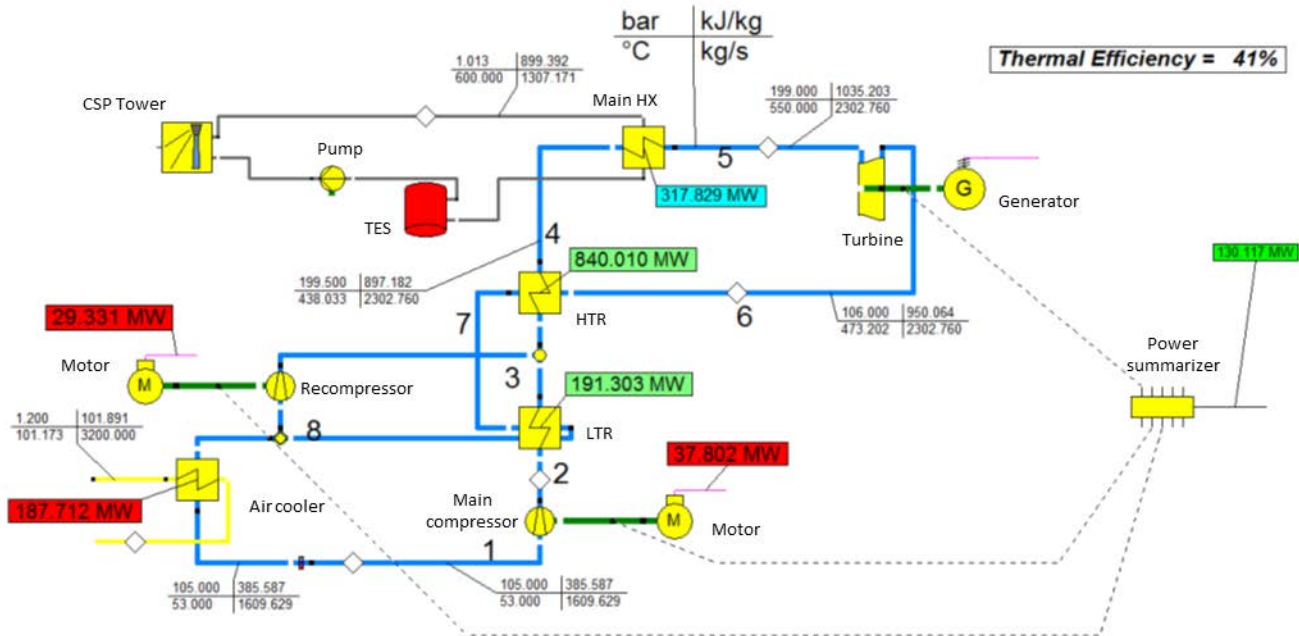 bar kJ/kg
°C kg/s
Thermal Efficiency = 41%
1.013 899.392
600.000 1307.171
Main HX
199.000 1035.203
550.000 2302.760
CSP Tower
Pump
5
317.829 MW
G
Generator
TES
Turbine
4
840.010 MW
130.117 MW
199.500 897.182
438.033 2302.760
6
106.000 950.064
473.202 2302.760
7
HTR
29.331 MW
Power
summarizer
Motor
M
Recompressor
3
191.303 MW
1.200 101.891
101.173 3200.000
8
LTR
37.802 MW
2
187.712 MW
Air cooler
Main
compressor
M
Motor
1
105.000 385.587
53.000 1609.629
105.000 385.587
53.000 1609.629